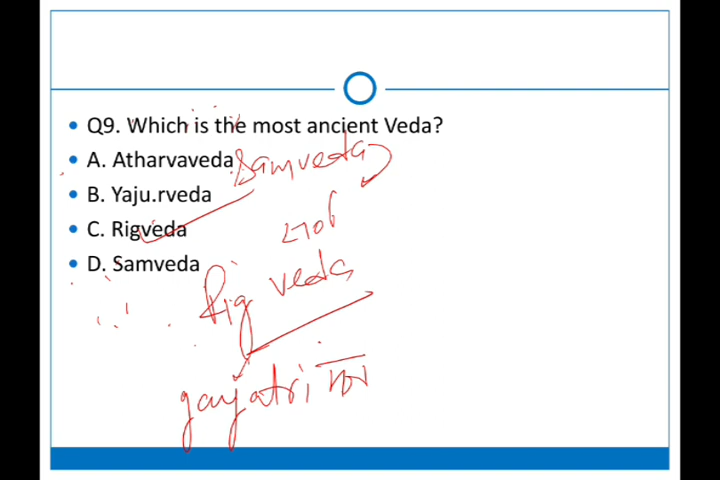 Q9. Which is the most ancient Veda?
A. Atharvaveda
Samveda
B. Yaju.rveda
C. Rigveda
D. Samveda
Rig veda
gayatri